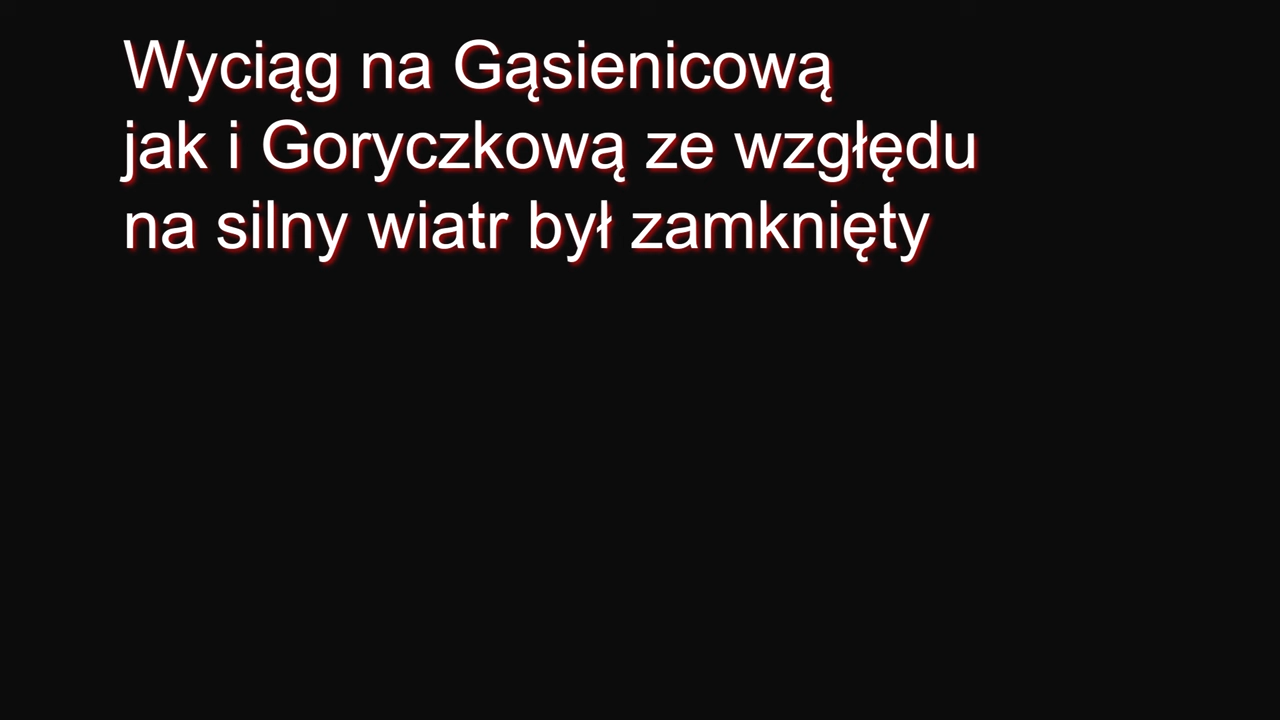 Wyciąg na Gąsienicową
jak i Goryczkową ze względu
na silny wiatr był zamknięty